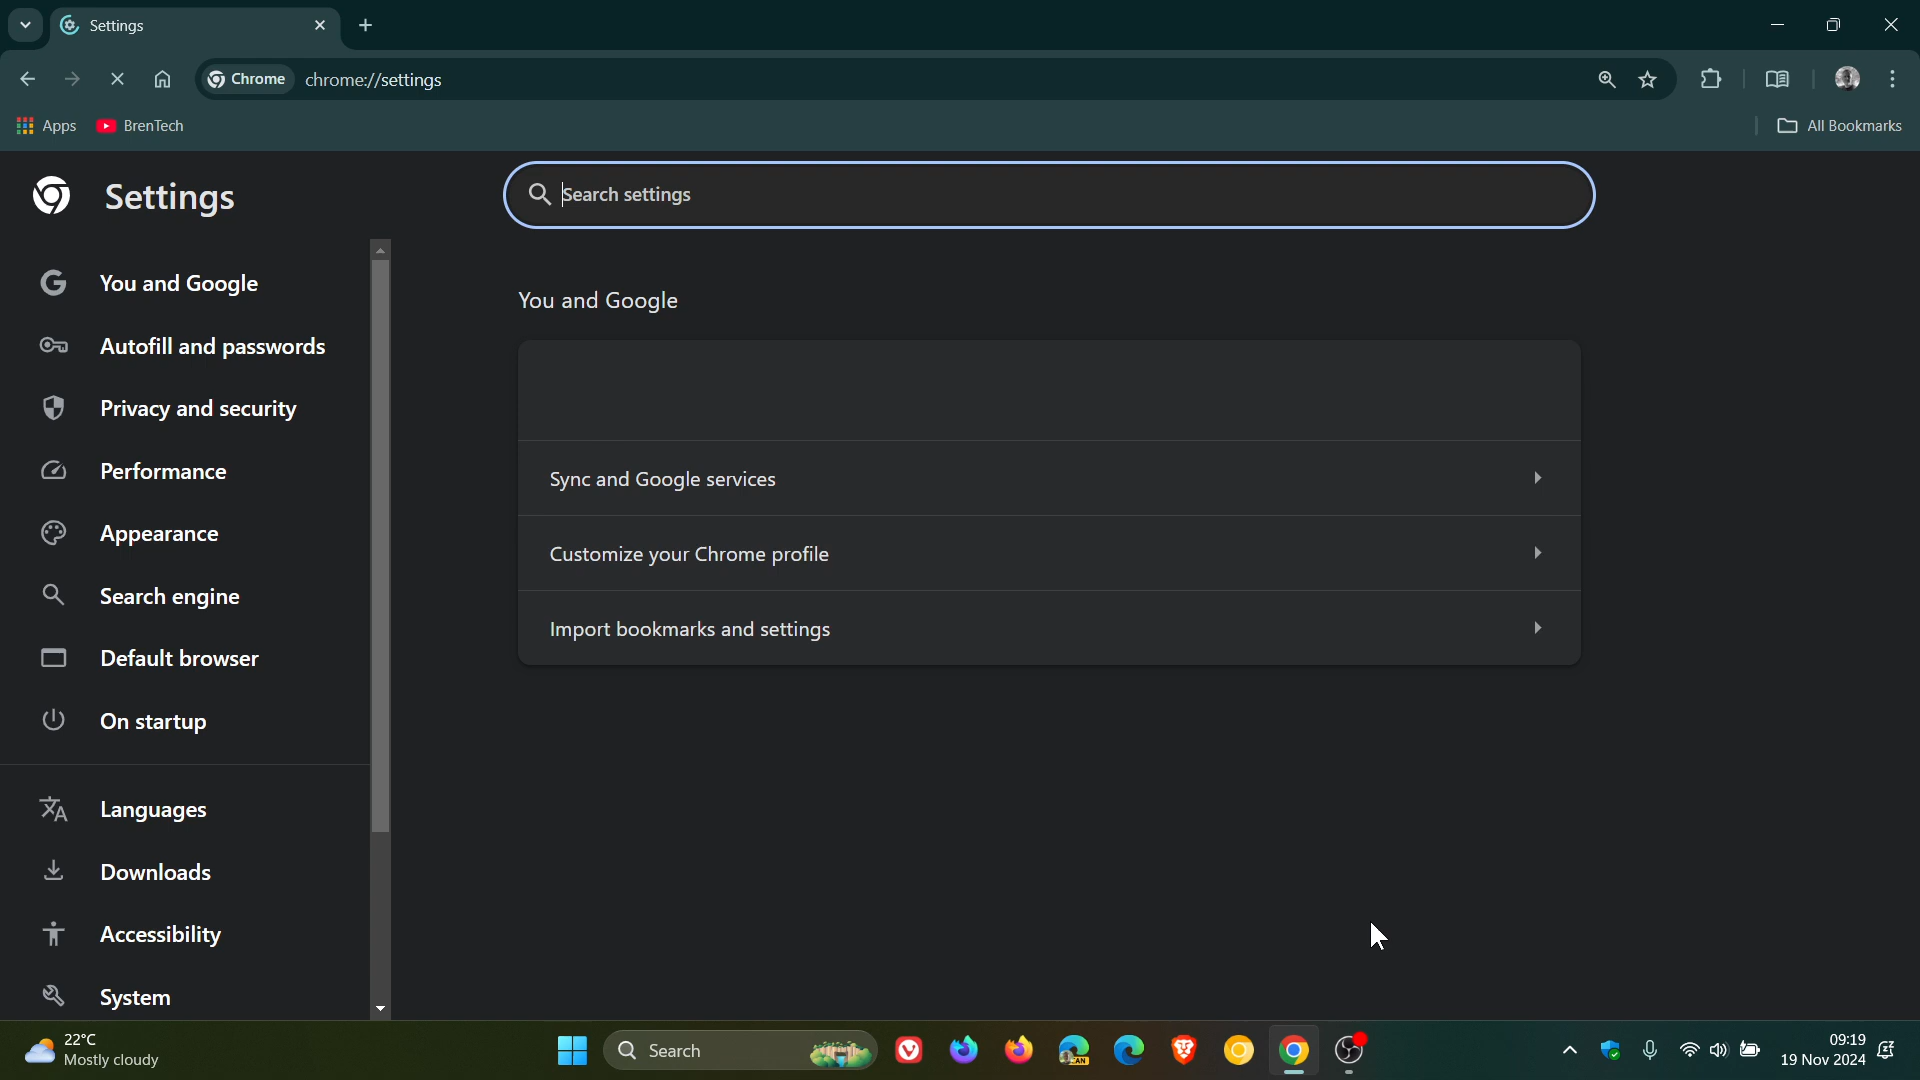 Settings
Chrome
chrome://settings
Apps
BrenTech
All Bookmarks
Settings
Search settings
You and Google
Autofill and passwords
Privacy and security
Performance
Appearance
Search engine
Default browser
On startup
Languages
Downloads
Accessibility
System
You and Google
Sync and Google services
Customize your Chrome profile
Import bookmarks and settings
22°C
Mostly cloudy
Search
CAN
09:19
19 Nov 2024